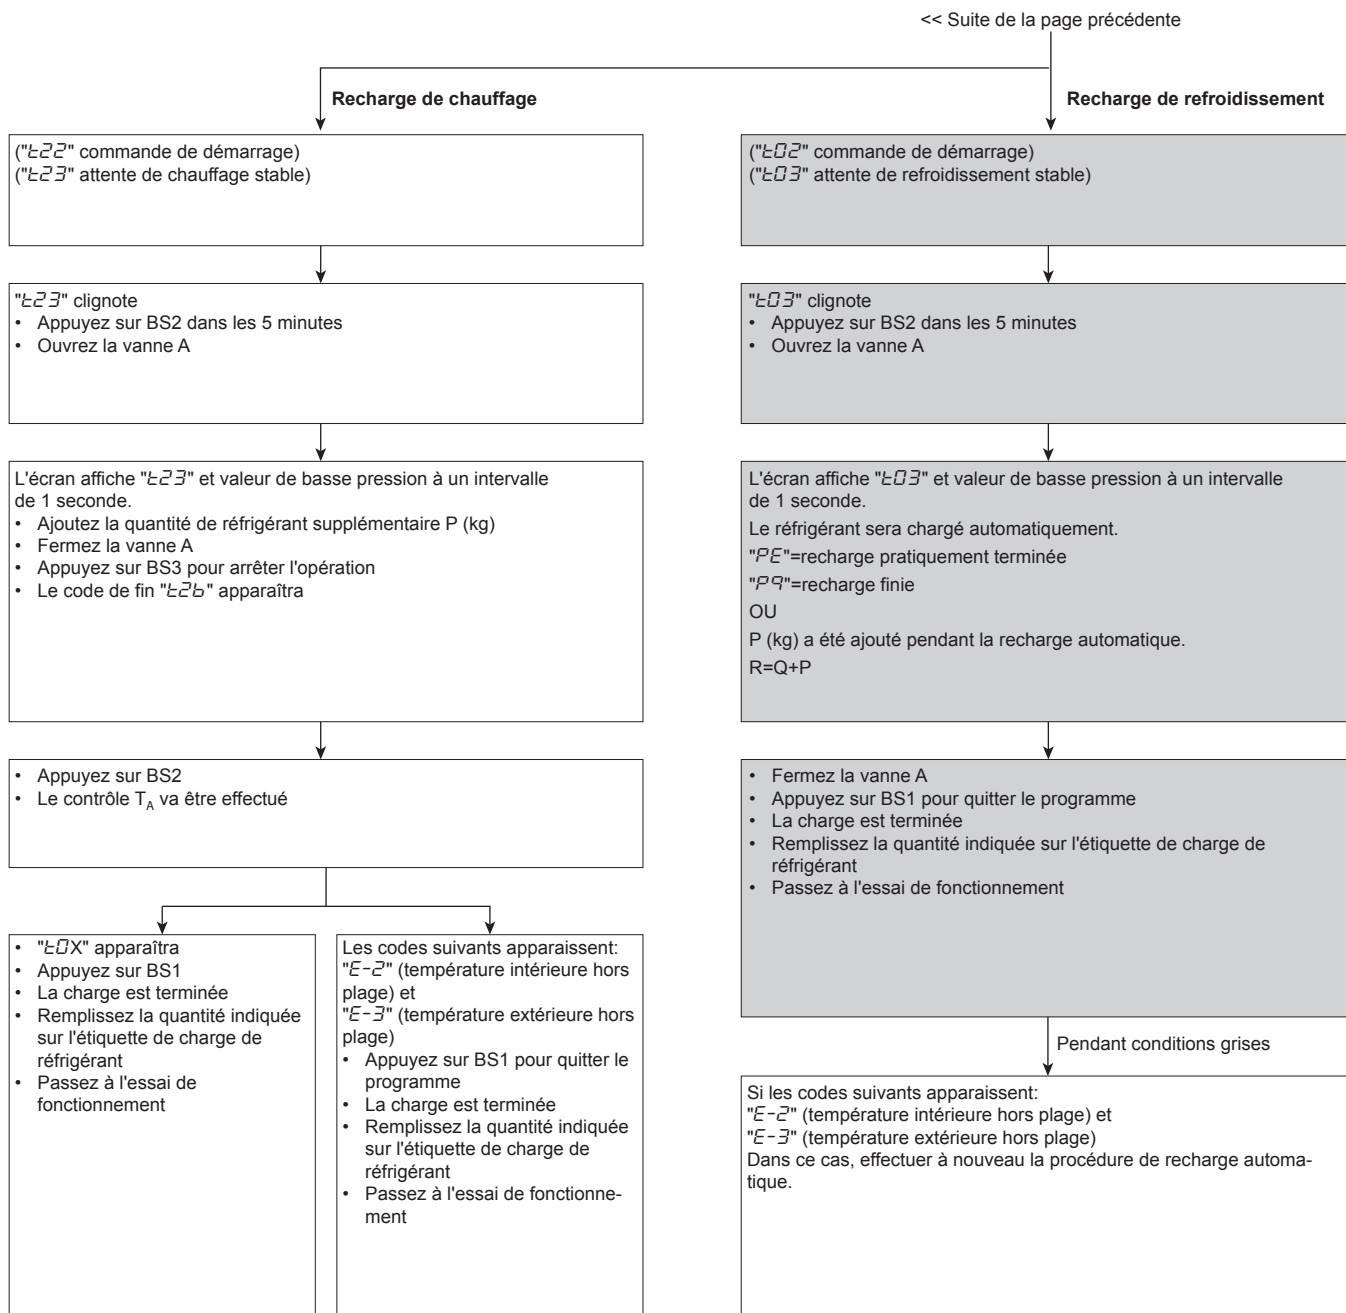 << Suite de la page précédente
Recharge de chauffage
Recharge de refroidissement
("t22" commande de démarrage)
("t23" attente de chauffage stable)
("t02" commande de démarrage)
("t03" attente de refroidissement stable)
"t23" clignote
• Appuyez sur BS2 dans les 5 minutes
• Ouvrez la vanne A
"t03" clignote
• Appuyez sur BS2 dans les 5 minutes
• Ouvrez la vanne A
L'écran affiche "t23" et valeur de basse pression à un intervalle
de 1 seconde.
• Ajoutez la quantité de réfrigérant supplémentaire P (kg)
• Fermez la vanne A
• Appuyez sur BS3 pour arrêter l'opération
• Le code de fin "t2b" apparaîtra
L'écran affiche "t03" et valeur de basse pression à un intervalle
de 1 seconde.
Le réfrigérant sera chargé automatiquement.
"PE"=recharge pratiquement terminée
"P9"=recharge finie
OU
P (kg) a été ajouté pendant la recharge automatique.
R=Q+P
• Appuyez sur BS2
• Le contrôle TA va être effectué
• Fermez la vanne A
• Appuyez sur BS1 pour quitter le programme
• La charge est terminée
• Remplissez la quantité indiquée sur l'étiquette de charge de
réfrigérant
• Passez à l'essai de fonctionnement
• "t0X" apparaîtra
• Appuyez sur BS1
• La charge est terminée
• Remplissez la quantité indiquée
sur l'étiquette de charge de
réfrigérant
• Passez à l'essai de
fonctionnement
Les codes suivants apparaissent:
"E-2" (température intérieure hors
plage) et
"E-3" (température extérieure hors
plage)
• Appuyez sur BS1 pour quitter le
programme
• La charge est terminée
• Remplissez la quantité indiquée
sur l'étiquette de charge de
réfrigérant
• Passez à l'essai de fonctionne-
ment
Pendant conditions grises
Si les codes suivants apparaissent:
"E-2" (température intérieure hors plage) et
"E-3" (température extérieure hors plage)
Dans ce cas, effectuer à nouveau la procédure de recharge automa-
tique.